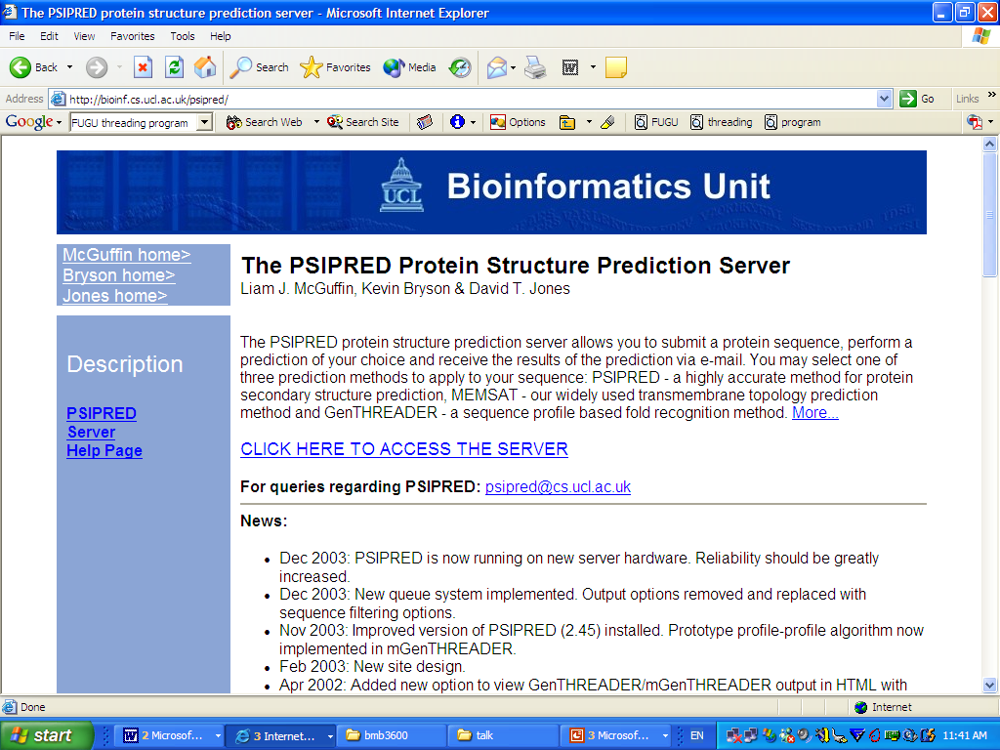 The PSIPRED protein structure prediction server - Microsoft Internet Explorer
File Edit View Favorites Tools Help
Back Search Favorites Media
Address http://bioinf.cs.ucl.ac.uk/psipred/ Go Links »
Google FUGU threading program Search Web Search Site Options FUGU threading program
UCL Bioinformatics Unit
McGuffin home>
Bryson home>
Jones home>
Description
PSIPRED
Server
Help Page
The PSIPRED Protein Structure Prediction Server
Liam J. McGuffin, Kevin Bryson & David T. Jones
The PSIPRED protein structure prediction server allows you to submit a protein sequence, perform a
prediction of your choice and receive the results of the prediction via e-mail. You may select one of
three prediction methods to apply to your sequence: PSIPRED - a highly accurate method for protein
secondary structure prediction, MEMSAT - our widely used transmembrane topology prediction
method and GenTHREADER - a sequence profile based fold recognition method. More...
CLICK HERE TO ACCESS THE SERVER
For queries regarding PSIPRED: psipred@cs.ucl.ac.uk
News:
• Dec 2003: PSIPRED is now running on new server hardware. Reliability should be greatly
increased.
• Dec 2003: New queue system implemented. Output options removed and replaced with
sequence filtering options.
• Nov 2003: Improved version of PSIPRED (2.45) installed. Prototype profile-profile algorithm now
implemented in mGenTHREADER.
• Feb 2003: New site design.
• Apr 2002: Added new option to view GenTHREADER/mGenTHREADER output in HTML with
Done Internet
start 2 Microsof... 3 Internet... bmb3600 talk 3 Microsof... EN 11:41 AM